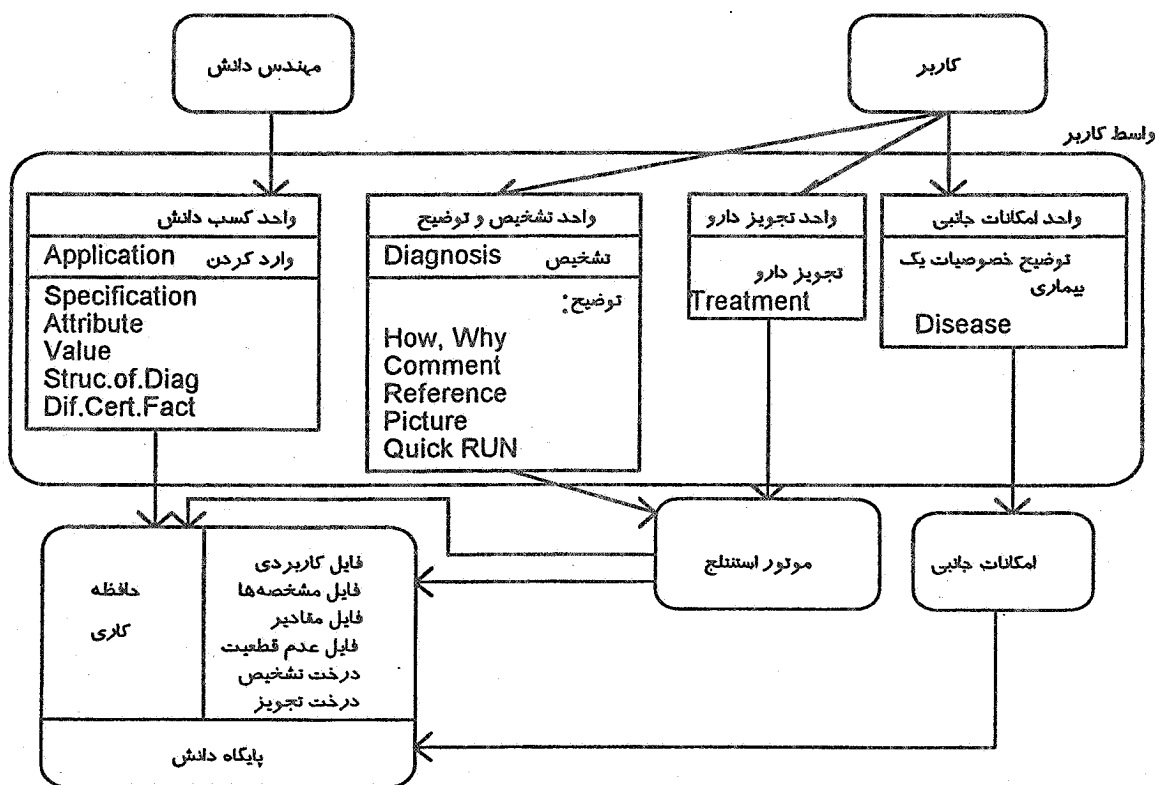 مهندس دانش
کاربر
واسط کاربر
واحد کسب دانش
Application وارد کردن
Specification
Attribute
Value
Struc.of.Diag
Dif.Cert.Fact
واحد تشخیص و توضیح
Diagnosis تشخیص
توضیح:
How, Why
Comment
Reference
Picture
Quick RUN
واحد تجویز دارو
تجویز دارو
Treatment
واحد امکانات جانبی
توضیح خصوصیات یک
بیماری
Disease
حافظه
کاری
فایل کاربردی
فایل مشخصه‌ها
فایل مقادیر
فایل عدم قطعیت
درخت تشخیص
درخت تجویز
پایگاه دانش
موتور استنتاج
امکانات جانبی